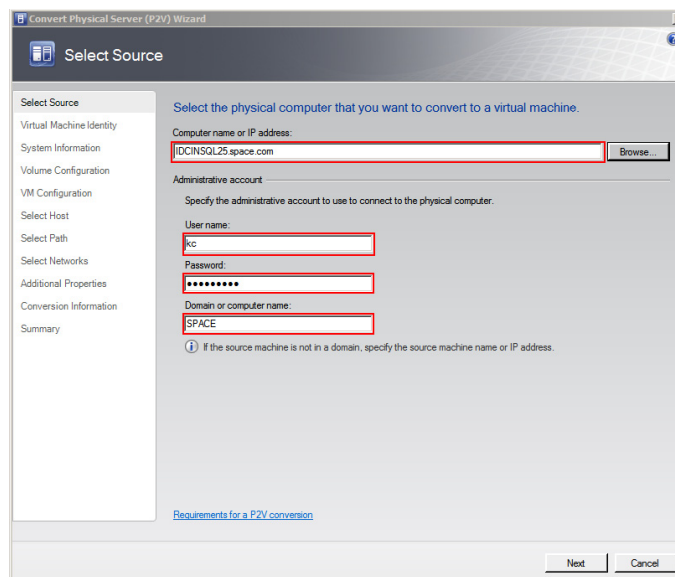 Convert Physical Server (P2V) Wizard
Select Source
Select Source
Virtual Machine Identity
System Information
Volume Configuration
VM Configuration
Select Host
Select Path
Select Networks
Additional Properties
Conversion Information
Summary
Select the physical computer that you want to convert to a virtual machine.
Computer name or IP address:
IDCINSQL25.space.com
Browse...
Administrative account
Specify the administrative account to use to connect to the physical computer.
User name:
kc
Password:
•••••••••
Domain or computer name:
SPACE
If the source machine is not in a domain, specify the source machine name or IP address.
Requirements for a P2V conversion
Next
Cancel